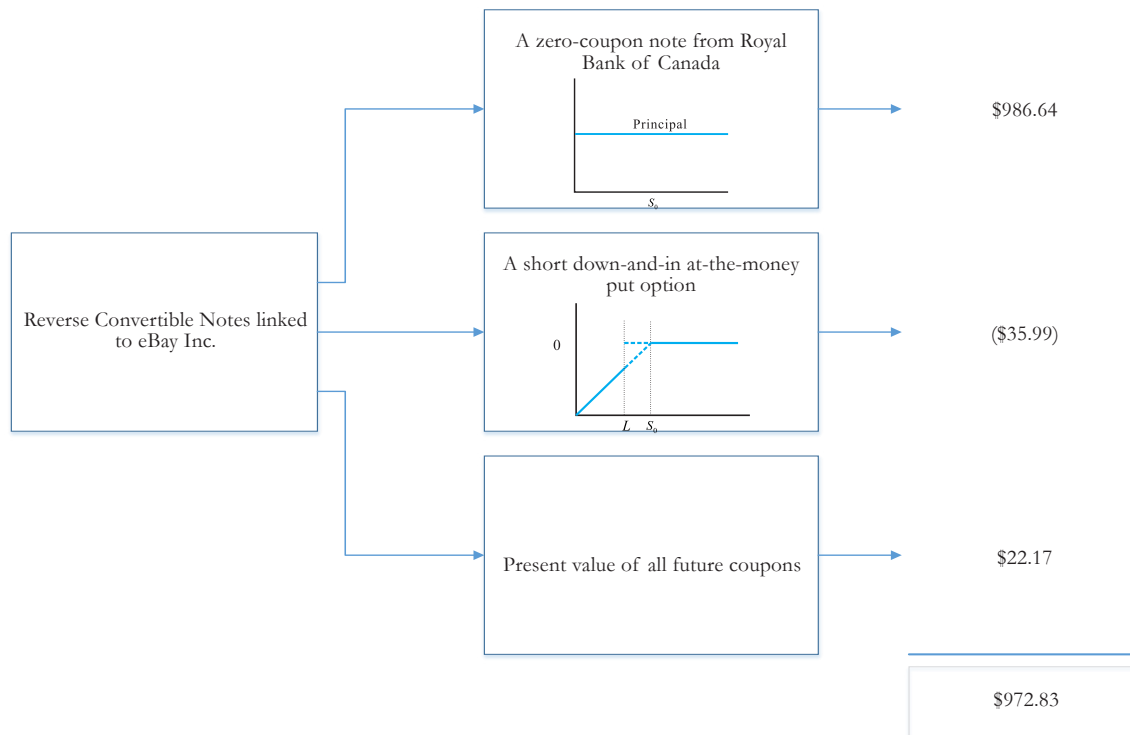 A zero-coupon note from Royal
Bank of Canada
Principal
S₀
$986.64
Reverse Convertible Notes linked
to eBay Inc.
A short down-and-in at-the-money
put option
0
L
S₀
($35.99)
Present value of all future coupons
$22.17
$972.83